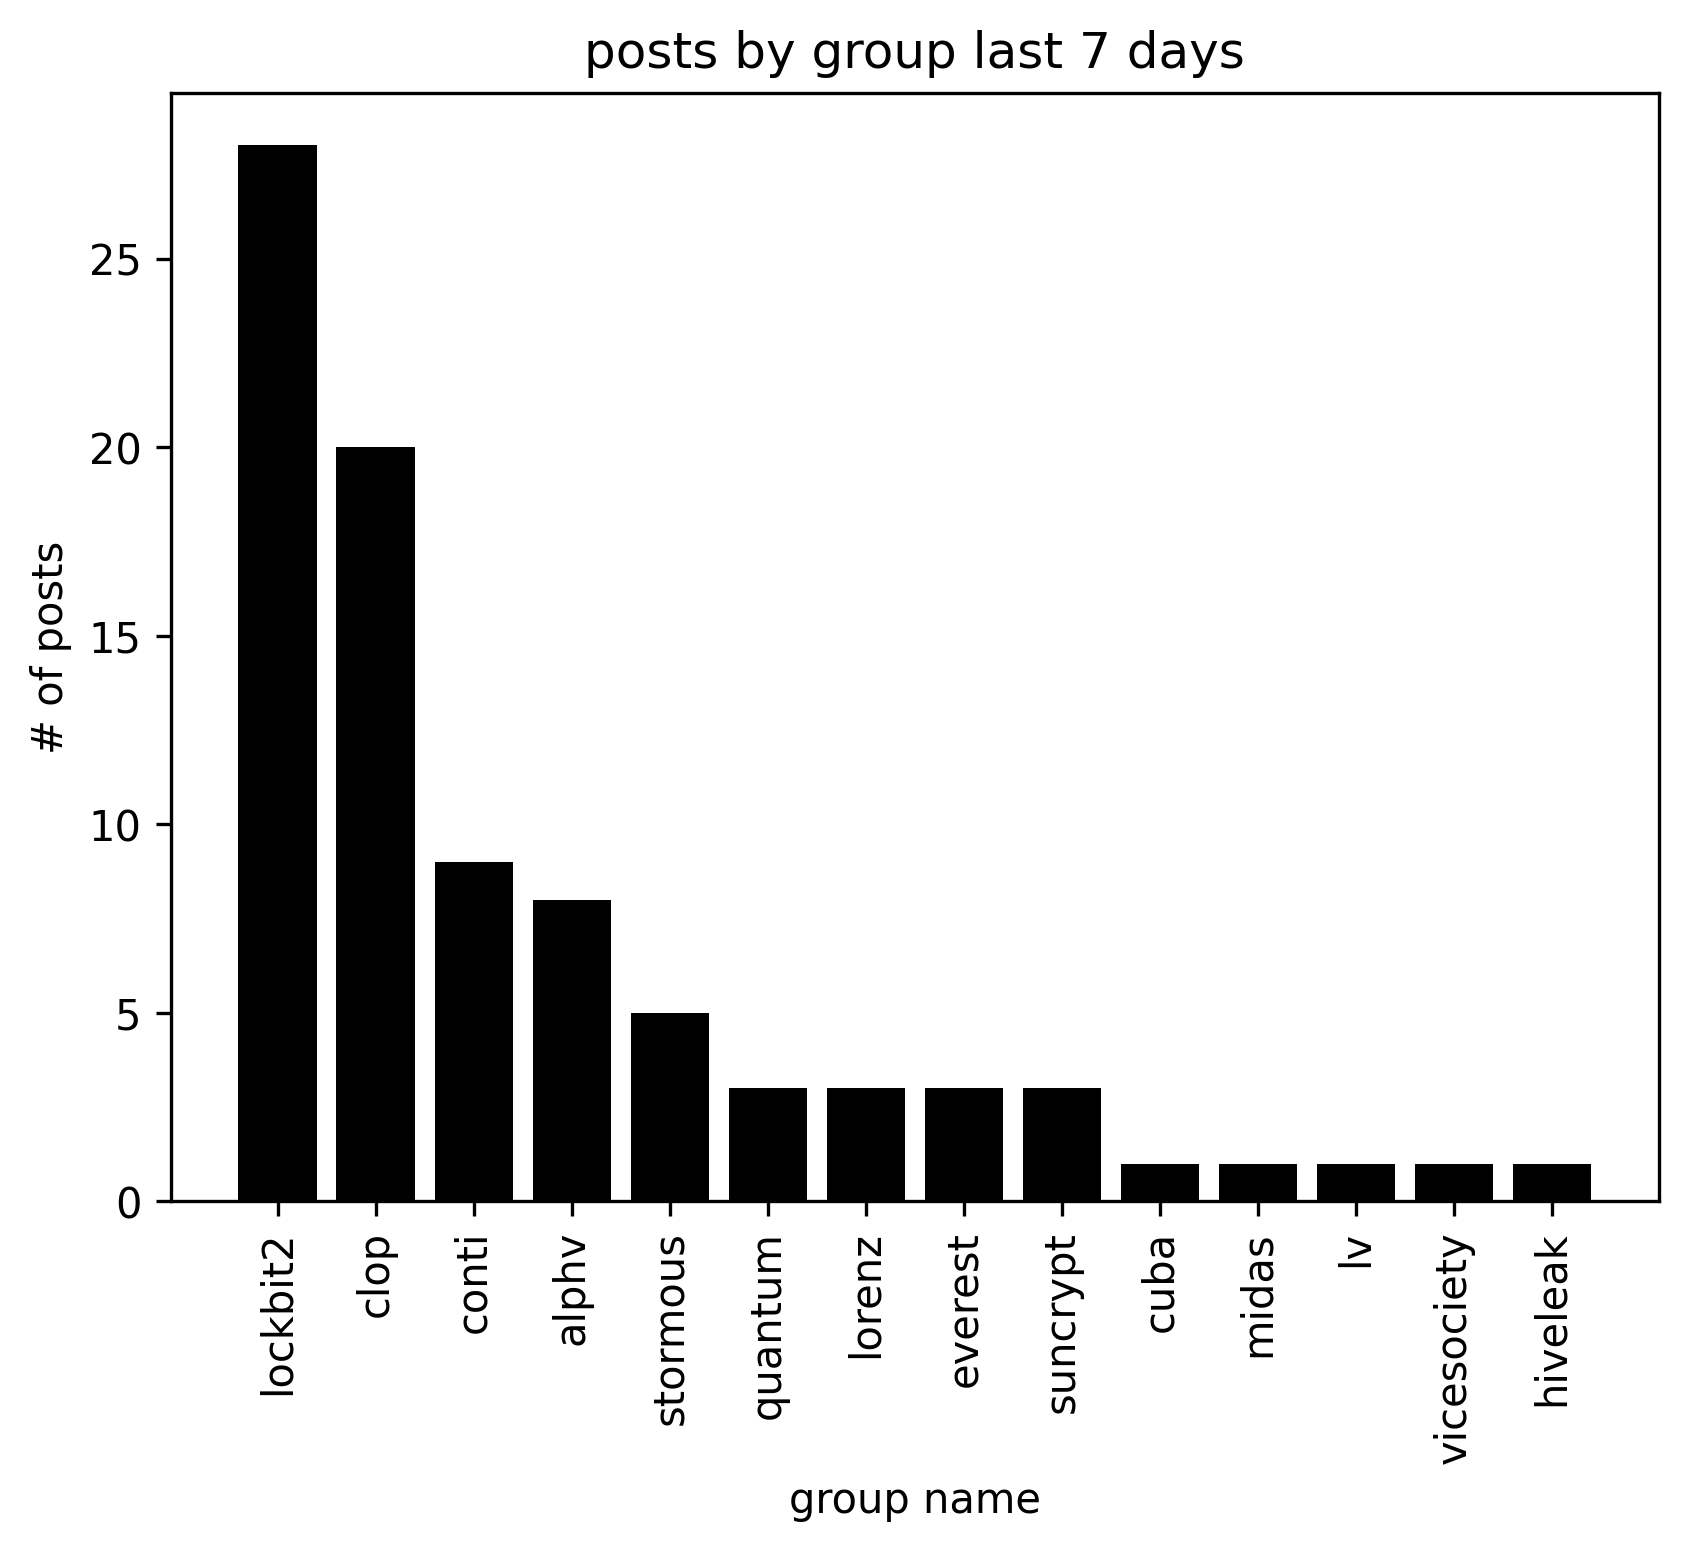 posts by group last 7 days
# of posts
25
20
15
10
5
0
lockbit2
clop
conti
alphv
stormous
quantum
lorenz
everest
suncrypt
cuba
midas
lv
vicesociety
hiveleak
group name